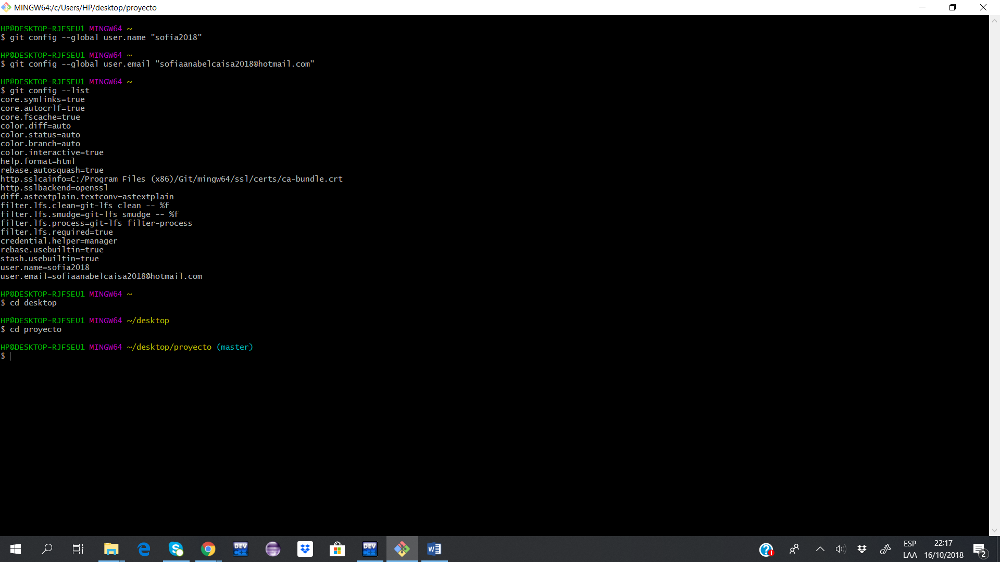 MINGW64:/c/Users/HP/desktop/proyecto
HP@DESKTOP-RJFSEU1 MINGW64 ~
$ git config --global user.name "sofia2018"
HP@DESKTOP-RJFSEU1 MINGW64 ~
$ git config --global user.email "sofiaanabelcaisa2018@hotmail.com"
HP@DESKTOP-RJFSEU1 MINGW64 ~
$ git config --list
core.symlinks=true
core.autocrlf=true
core.fscache=true
color.diff=auto
color.status=auto
color.branch=auto
color.interactive=true
help.format=html
rebase.autosquash=true
http.sslcainfo=C:/Program Files (x86)/Git/mingw64/ssl/certs/ca-bundle.crt
http.sslbackend=openssl
diff.astextplain.textconv=astextplain
filter.lfs.clean=git-lfs clean -- %f
filter.lfs.smudge=git-lfs smudge -- %f
filter.lfs.process=git-lfs filter-process
filter.lfs.required=true
credential.helper=manager
rebase.usebuiltin=true
stash.usebuiltin=true
user.name=sofia2018
user.email=sofiaanabelcaisa2018@hotmail.com
HP@DESKTOP-RJFSEU1 MINGW64 ~
$ cd desktop
HP@DESKTOP-RJFSEU1 MINGW64 ~/desktop
$ cd proyecto
HP@DESKTOP-RJFSEU1 MINGW64 ~/desktop/proyecto (master)
$
DEV C++
DEV C++
ESP
LAA
22:17
16/10/2018
2